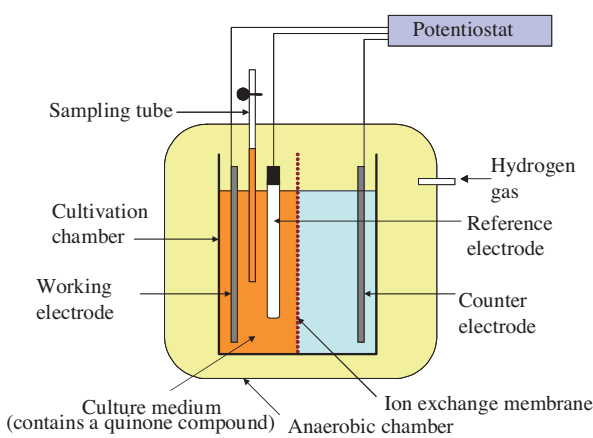 Potentiostat
Sampling tube
Hydrogen
gas
Cultivation
chamber
Reference
electrode
Working
electrode
Counter
electrode
Culture medium
(contains a quinone compound)
Ion exchange membrane
Anaerobic chamber